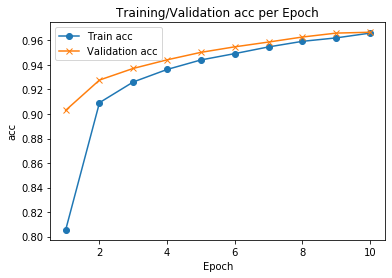 Training/Validation acc per Epoch
Train acc
Validation acc
acc
0.96
0.94
0.92
0.90
0.88
0.86
0.84
0.82
0.80
2 4 6 8 10
Epoch